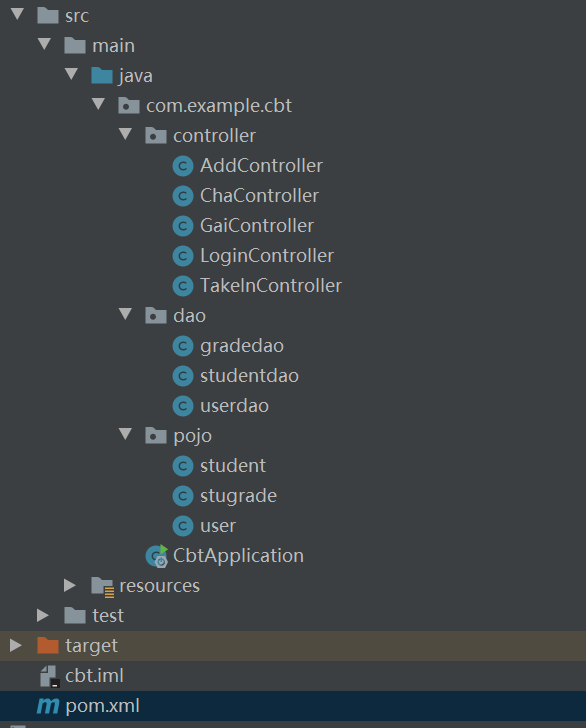 src
main
java
com.example.cbt
controller
AddController
ChaController
GaiController
LoginController
TakeInController
dao
gradedao
studentdao
userdao
pojo
student
stugrade
user
CbtApplication
resources
test
target
cbt.iml
pom.xml